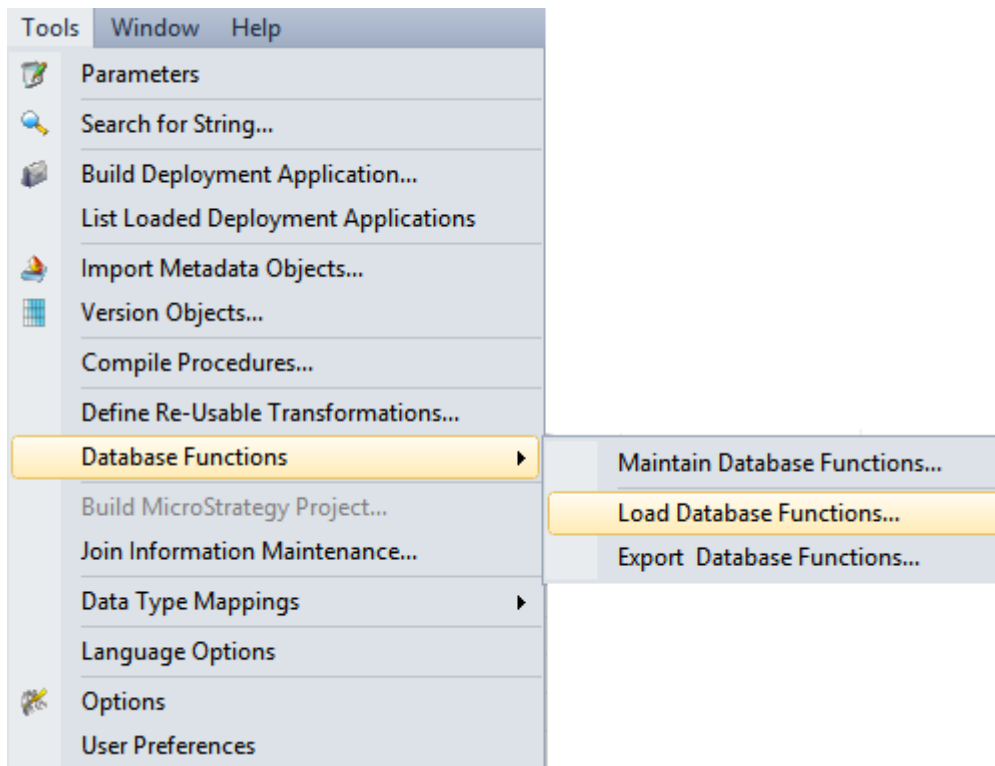 Tools Window Help
Parameters
Search for String...
Build Deployment Application...
List Loaded Deployment Applications
Import Metadata Objects...
Version Objects...
Compile Procedures...
Define Re-Usable Transformations...
Database Functions
Maintain Database Functions...
Load Database Functions...
Export Database Functions...
Build MicroStrategy Project...
Join Information Maintenance...
Data Type Mappings
Language Options
Options
User Preferences